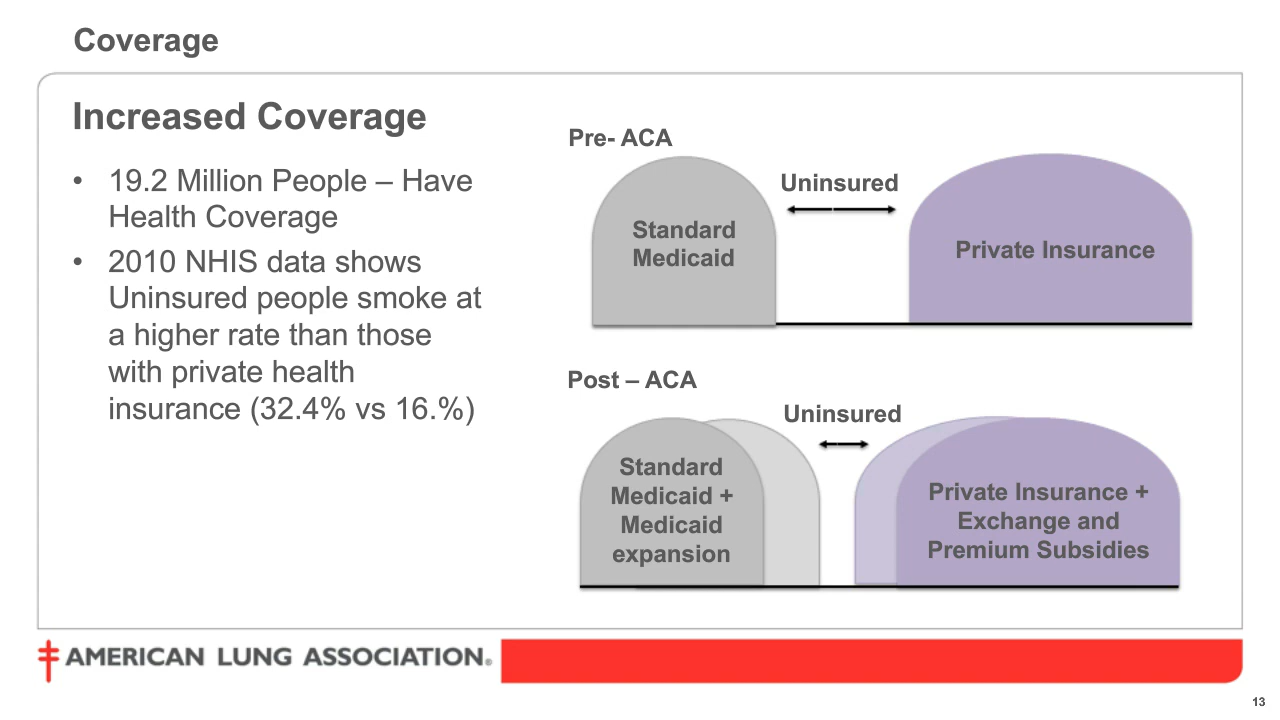 Coverage
Increased Coverage
• 19.2 Million People – Have
Health Coverage
• 2010 NHIS data shows
Uninsured people smoke at
a higher rate than those
with private health
insurance (32.4% vs 16.%)
Pre- ACA
Uninsured
Standard
Medicaid
Private Insurance
Post – ACA
Uninsured
Standard
Medicaid +
Medicaid
expansion
Private Insurance +
Exchange and
Premium Subsidies
AMERICAN LUNG ASSOCIATION®
13